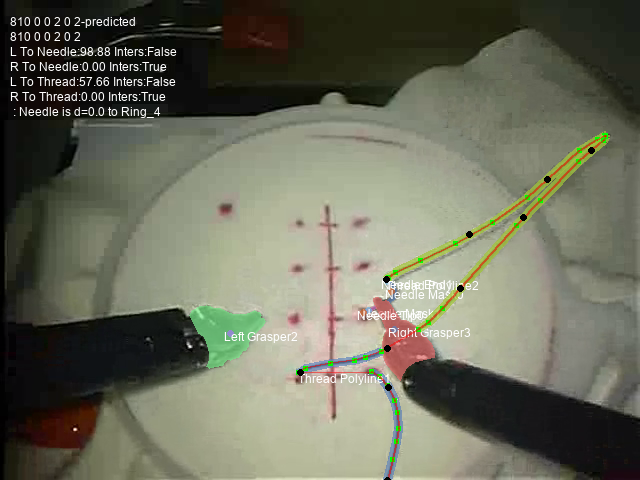 810 0 0 2 0 2-predicted
810 0 0 2 0 2
L To Needle:98.88 Inters:False
R To Needle:0.00 Inters:True
L To Thread:57.66 Inters:False
R To Thread:0.00 Inters:True
: Needle is d=0.0 to Ring_4
Left Grasper2
Right Grasper3
Thread Polyline1